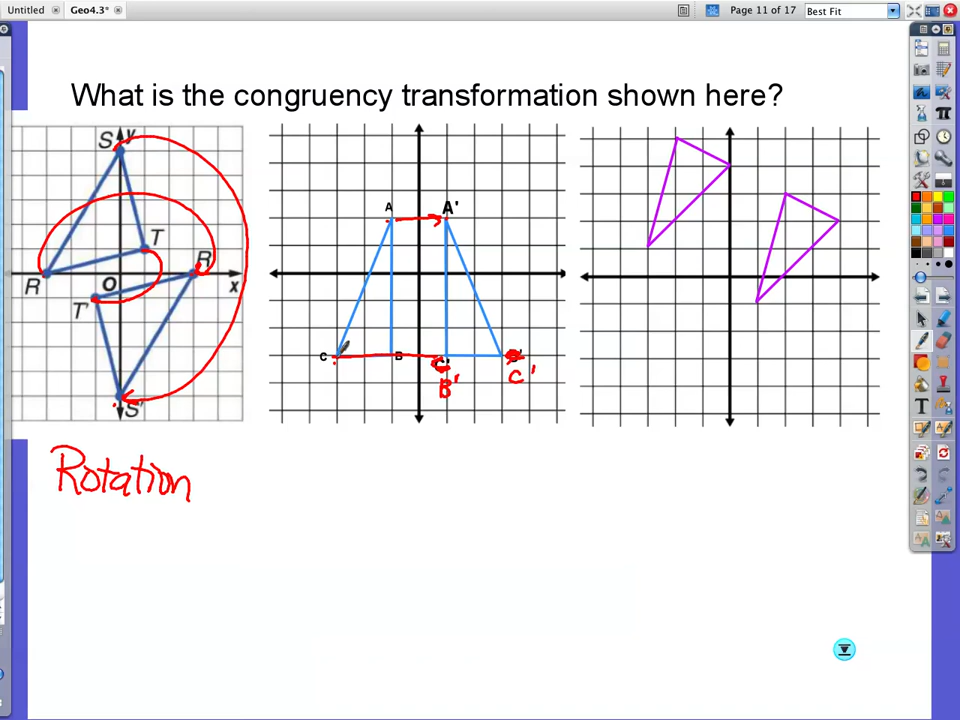 Untitled
Geo4.3*
Page 11 of 17
Best Fit
What is the congruency transformation shown here?
S
y
T
R
R
O
x
T'
S'
A
A'
C
B
C'
B'
C'
Rotation